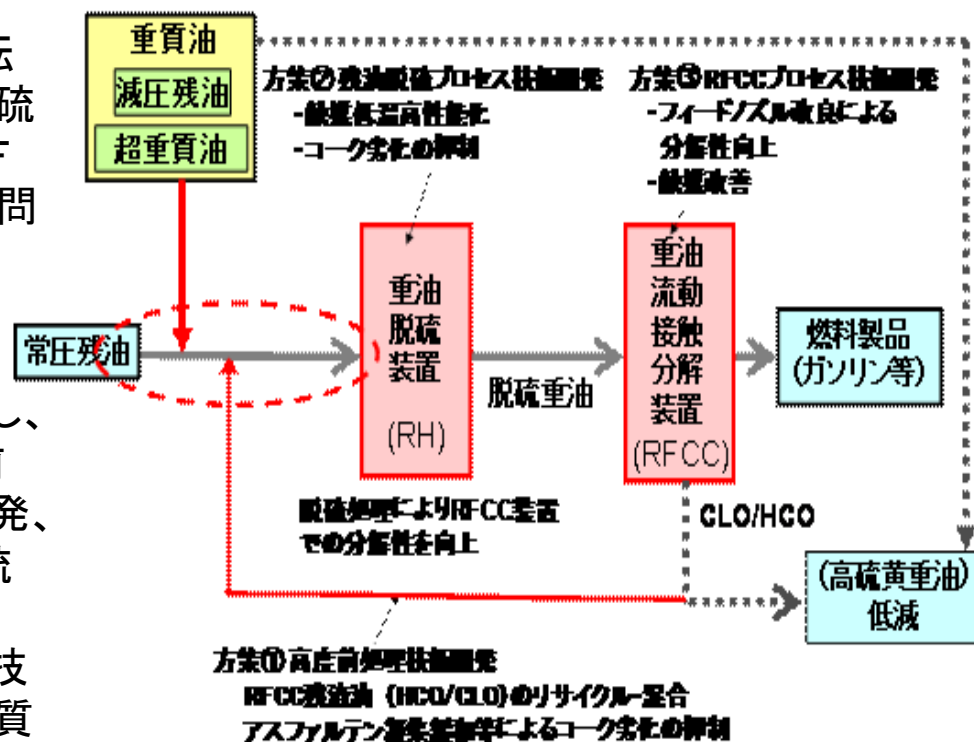 重質油
減圧残油
超重質油
方策②残油脱硫プロセス技術開発
-触媒低温高性能化
-コーク劣化の抑制
方策③RFCCプロセス技術開発
-フィードノズル改良による
分解性向上
-触媒改善
常圧残油
重油
脱硫
装置
(RH)
脱硫重油
重油
流動
接触
分解
装置
(RFCC)
燃料製品
(ガソリン等)
脱硫処理によりRFCC装置
での分解性を向上
CLO/HCO
(高硫黄重油)
低減
方策①高度前処理技術開発
RFCC残渣油 (HCO/CLO)のリサイクル-混合
アスファルテン凝集緩和等によるコーク劣化の抑制
硫
問
し、
発、
技
質